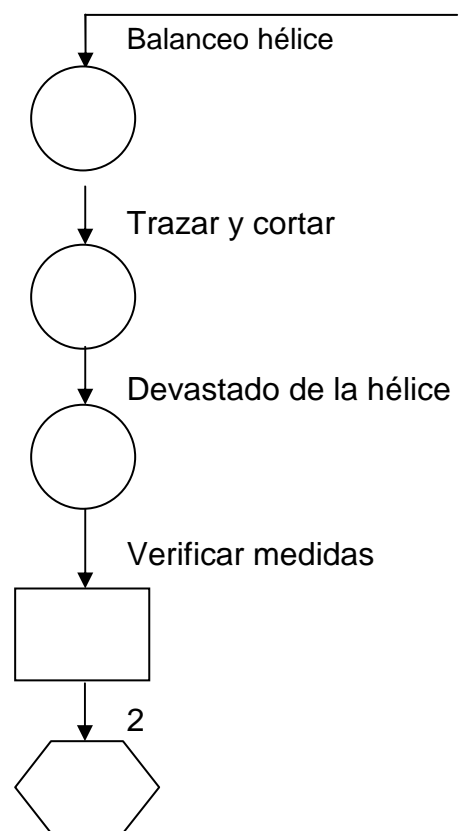 Balanceo hélice
Trazar y cortar
Devastado de la hélice
Verificar medidas
2